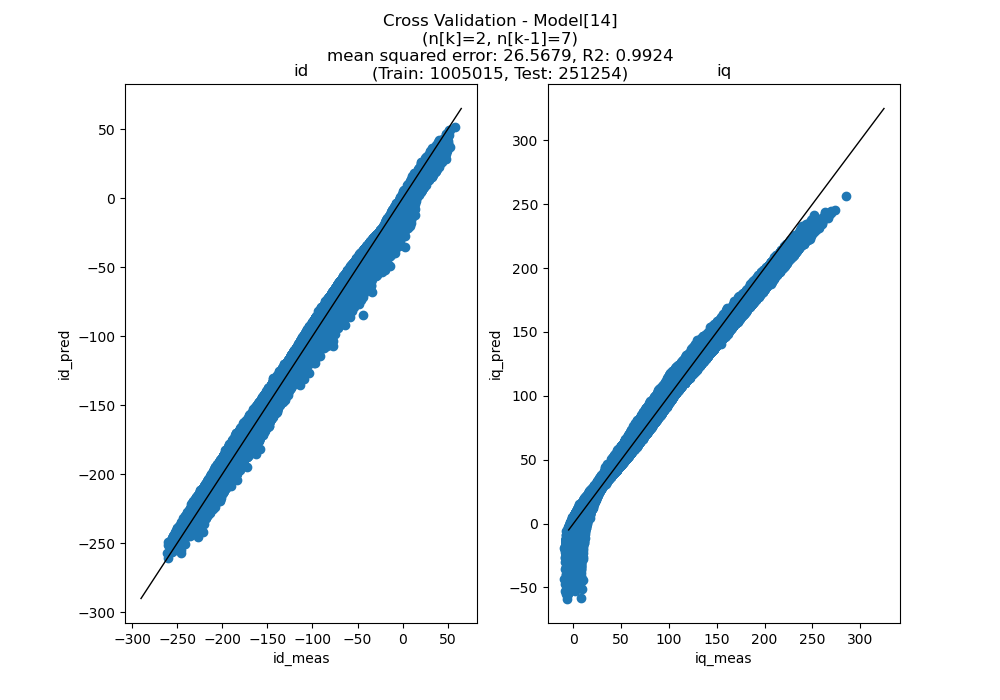 Cross Validation - Model[14]
(n[k]=2, n[k-1]=7)
mean squared error: 26.5679, R2: 0.9924
(Train: 1005015, Test: 251254)
id
50
0
−50
−100
−150
−200
−250
−300
id_pred
−300 −250 −200 −150 −100 −50 0 50
id_meas
iq
300
250
200
150
100
50
0
−50
iq_pred
0 50 100 150 200 250 300
iq_meas